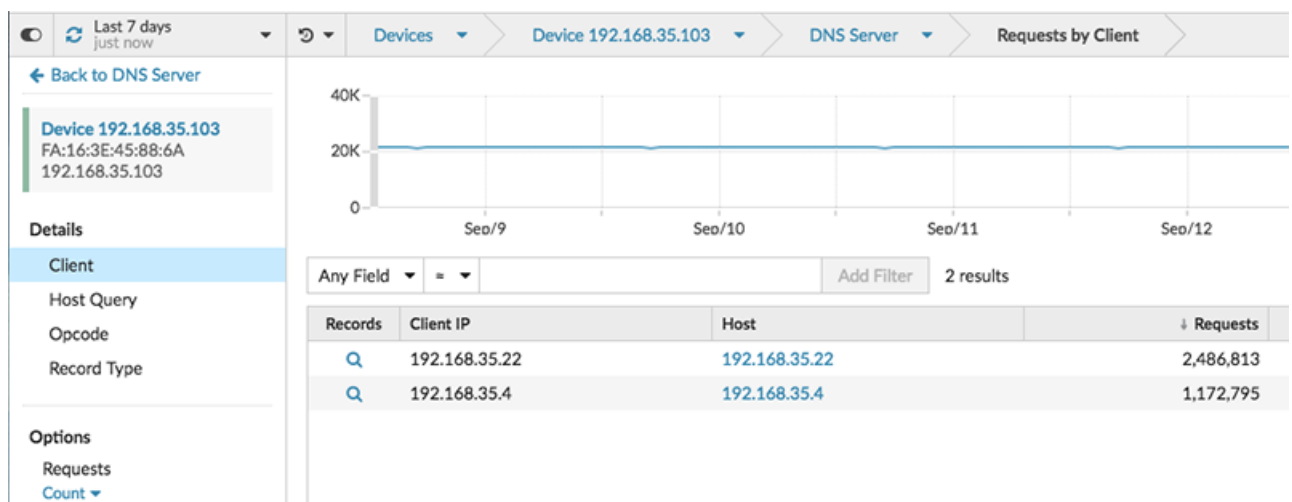 Last 7 days
just now
Devices
Device 192.168.35.103
DNS Server
Requests by Client
Back to DNS Server
Device 192.168.35.103
FA:16:3E:45:88:6A
192.168.35.103
Details
Client
Host Query
Opcode
Record Type
Options
Requests
Count
40K
20K
0
Sep/9 Sep/10 Sep/11 Sep/12
Any Field ≈ Add Filter 2 results
Records Client IP Host ↓ Requests
192.168.35.22 192.168.35.22 2,486,813
192.168.35.4 192.168.35.4 1,172,795